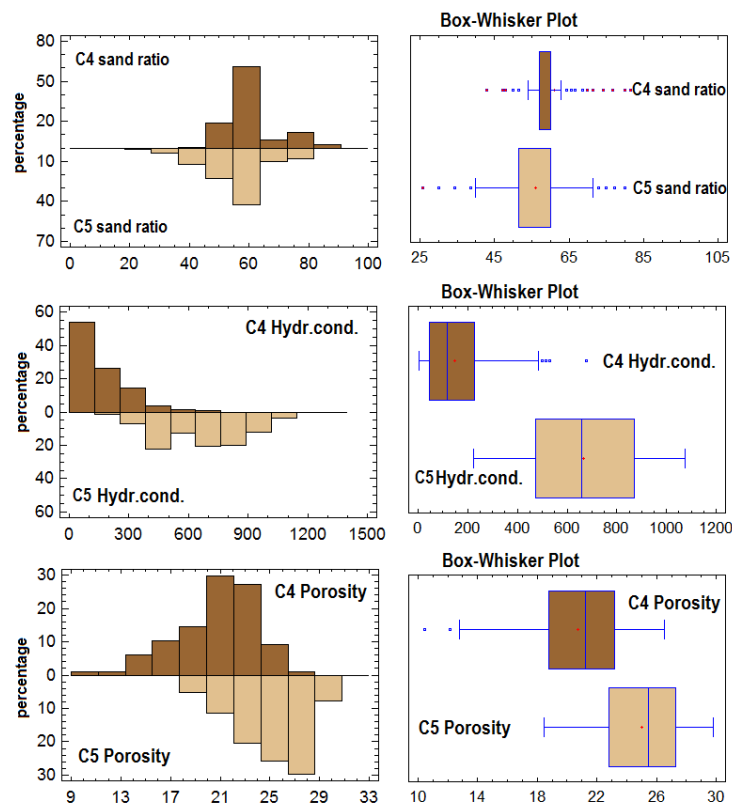 80
C4 sand ratio
60
40
20
10
40
C5 sand ratio
70
0 20 40 60 80 100
percentage
Box-Whisker Plot
C4 sand ratio
C5 sand ratio
25 45 65 85 105
60
C4 Hydr.cond.
40
20
0
20
40
C5 Hydr.cond.
60
0 300 600 900 1200 1500
percentage
Box-Whisker Plot
C4 Hydr.cond.
C5 Hydr.cond.
0 200 400 600 800 1000 1200
30
C4 Porosity
20
10
0
10
20
C5 Porosity
30
9 13 17 21 25 29 33
percentage
Box-Whisker Plot
C4 Porosity
C5 Porosity
10 14 18 22 26 30